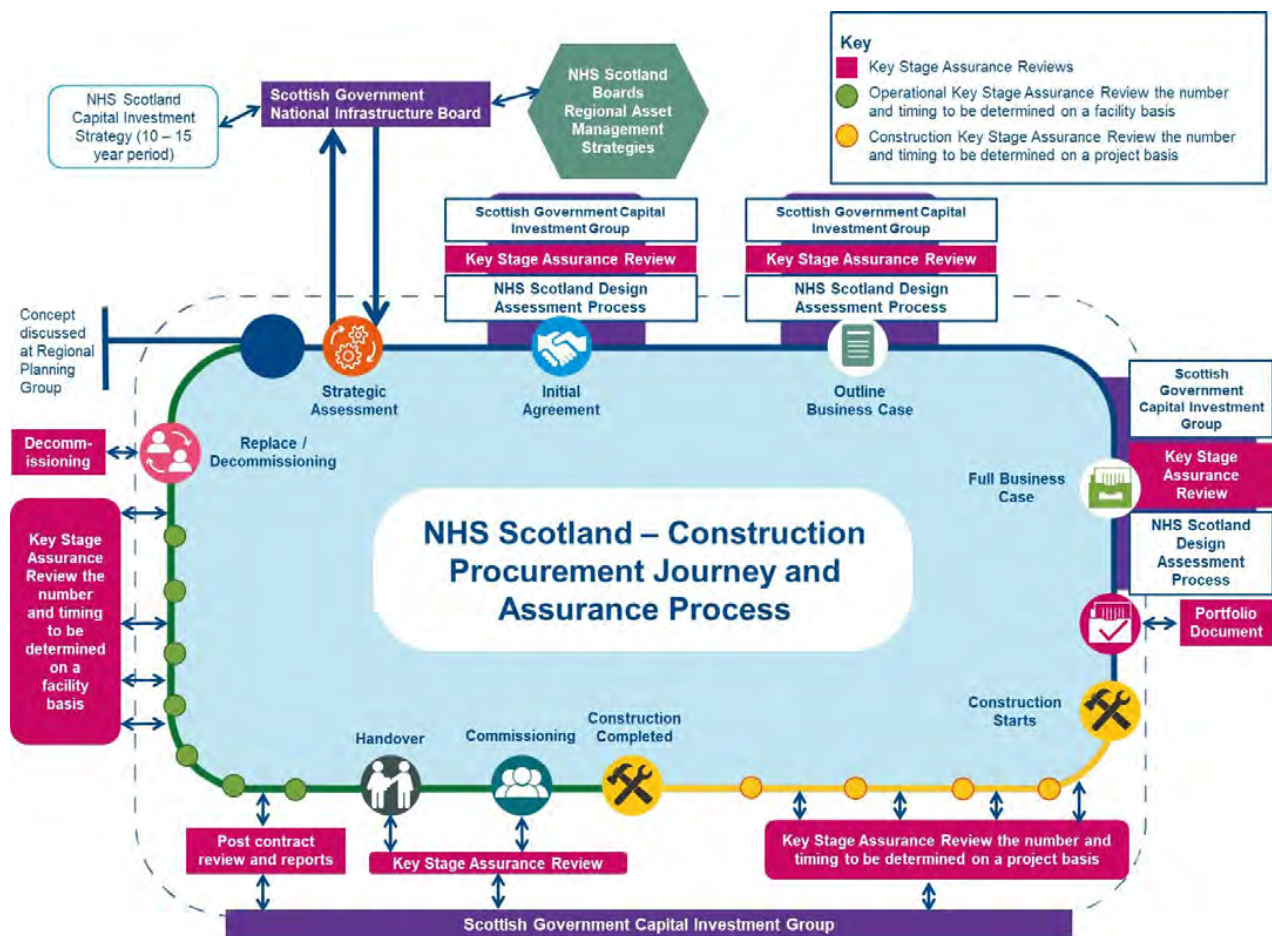 NHS Scotland
Capital Investment
Strategy (10 – 15
year period)
Scottish Government
National Infrastructure Board
NHS Scotland
Boards
Regional Asset
Management
Strategies
Key
Key Stage Assurance Reviews
Operational Key Stage Assurance Review the number
and timing to be determined on a facility basis
Construction Key Stage Assurance Review the number
and timing to be determined on a project basis
Scottish Government Capital
Investment Group
Key Stage Assurance Review
NHS Scotland Design
Assessment Process
Scottish Government Capital
Investment Group
Key Stage Assurance Review
NHS Scotland Design
Assessment Process
Concept
discussed
at Regional
Planning
Group
Strategic
Assessment
Initial
Agreement
Outline
Business Case
Scottish
Government
Capital Investment
Group
Key Stage
Assurance
Review
NHS Scotland
Design
Assessment
Process
Full Business
Case
Portfolio
Document
Construction
Starts
Decomm-
issioning
Replace /
Decommissioning
Key Stage
Assurance
Review the
number
and timing
to be
determined
on a
facility
basis
NHS Scotland – Construction
Procurement Journey and
Assurance Process
Handover
Commissioning
Construction
Completed
Post contract
review and reports
Key Stage Assurance Review
Key Stage Assurance Review the number and
timing to be determined on a project basis
Scottish Government Capital Investment Group